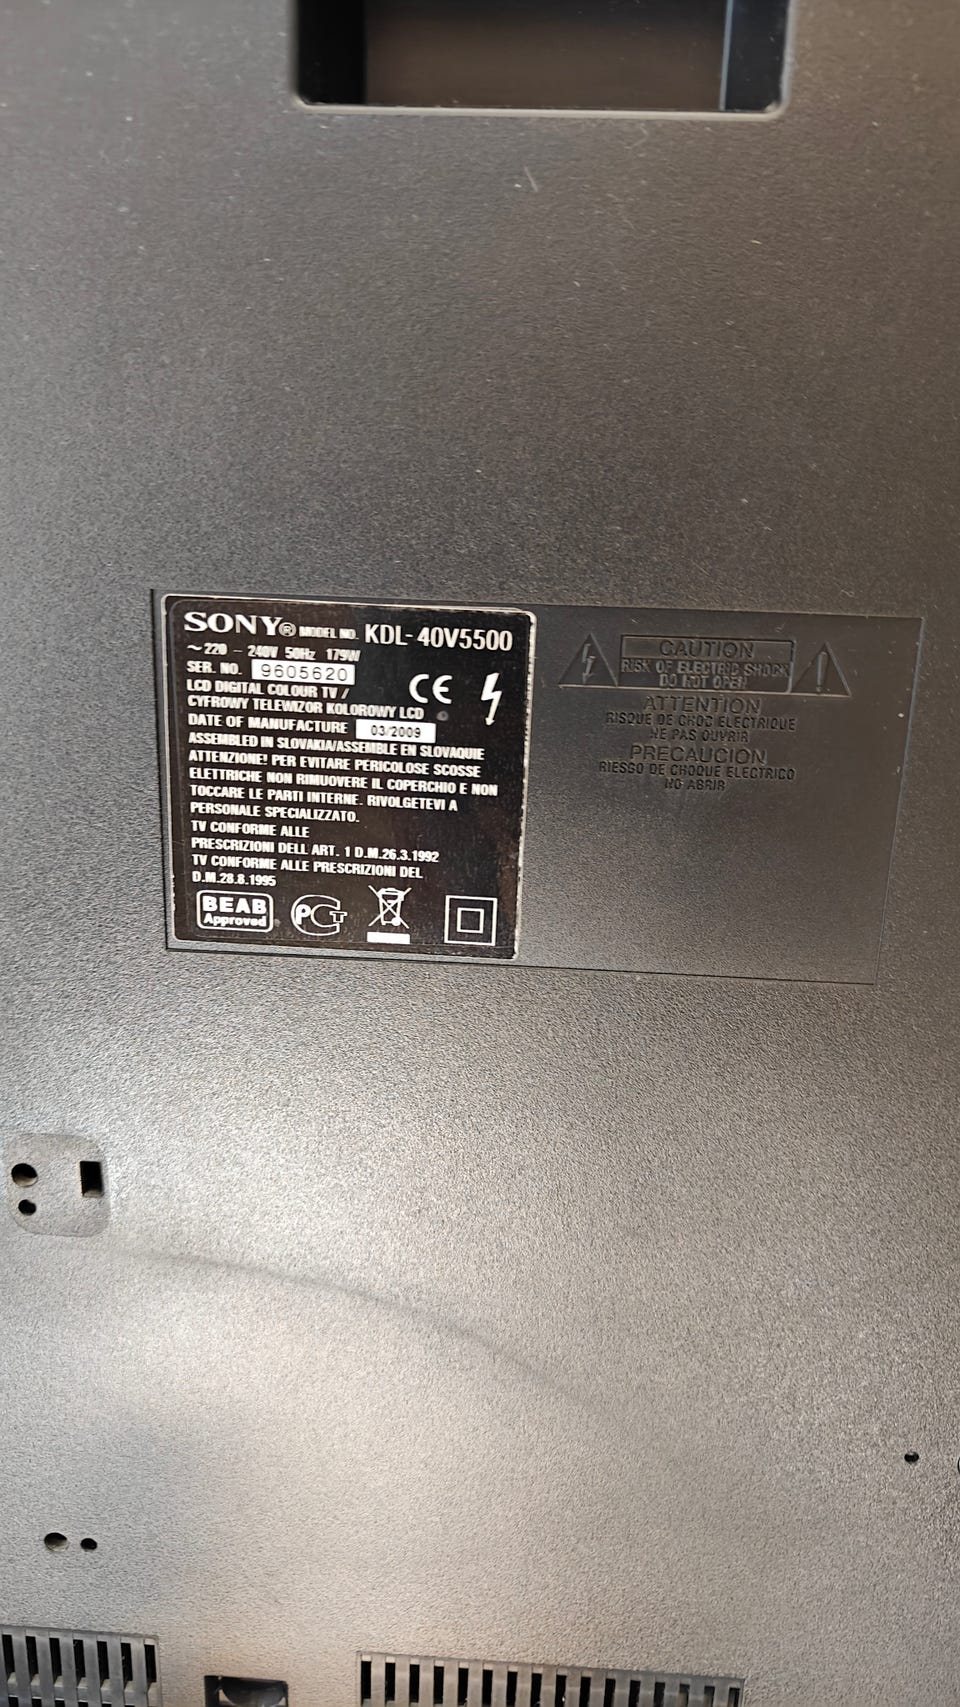 SONY® MODEL NO. KDL-40V5500
~220 - 240V 50Hz 179W
SER. NO. 9605620
LCD DIGITAL COLOUR TV /
CYFROWY TELEWIZOR KOLOROWY LCD
CE
DATE OF MANUFACTURE 03/2009
ASSEMBLED IN SLOVAKIA/ASSEMBLE EN SLOVAQUIE
ATTENZIONE! PER EVITARE PERICOLOSE SCOSSE
ELETTRICHE NON RIMUOVERE IL COPERCHIO E NON
TOCCARE LE PARTI INTERNE. RIVOLGETEVI A
PERSONALE SPECIALIZZATO.
TV CONFORME ALLE
PRESCRIZIONI DELL ART. 1 D.M.26.3.1992
TV CONFORME ALLE PRESCRIZIONI DEL
D.M.28.8.1995
BEAB
Approved
PCT
CAUTION
RISK OF ELECTRIC SHOCK
DO NOT OPEN
ATTENTION
RISQUE DE CHOC ELECTRIQUE
NE PAS OUVRIR
PRECAUCION
RIESGO DE CHOQUE ELECTRICO
NO ABRIR